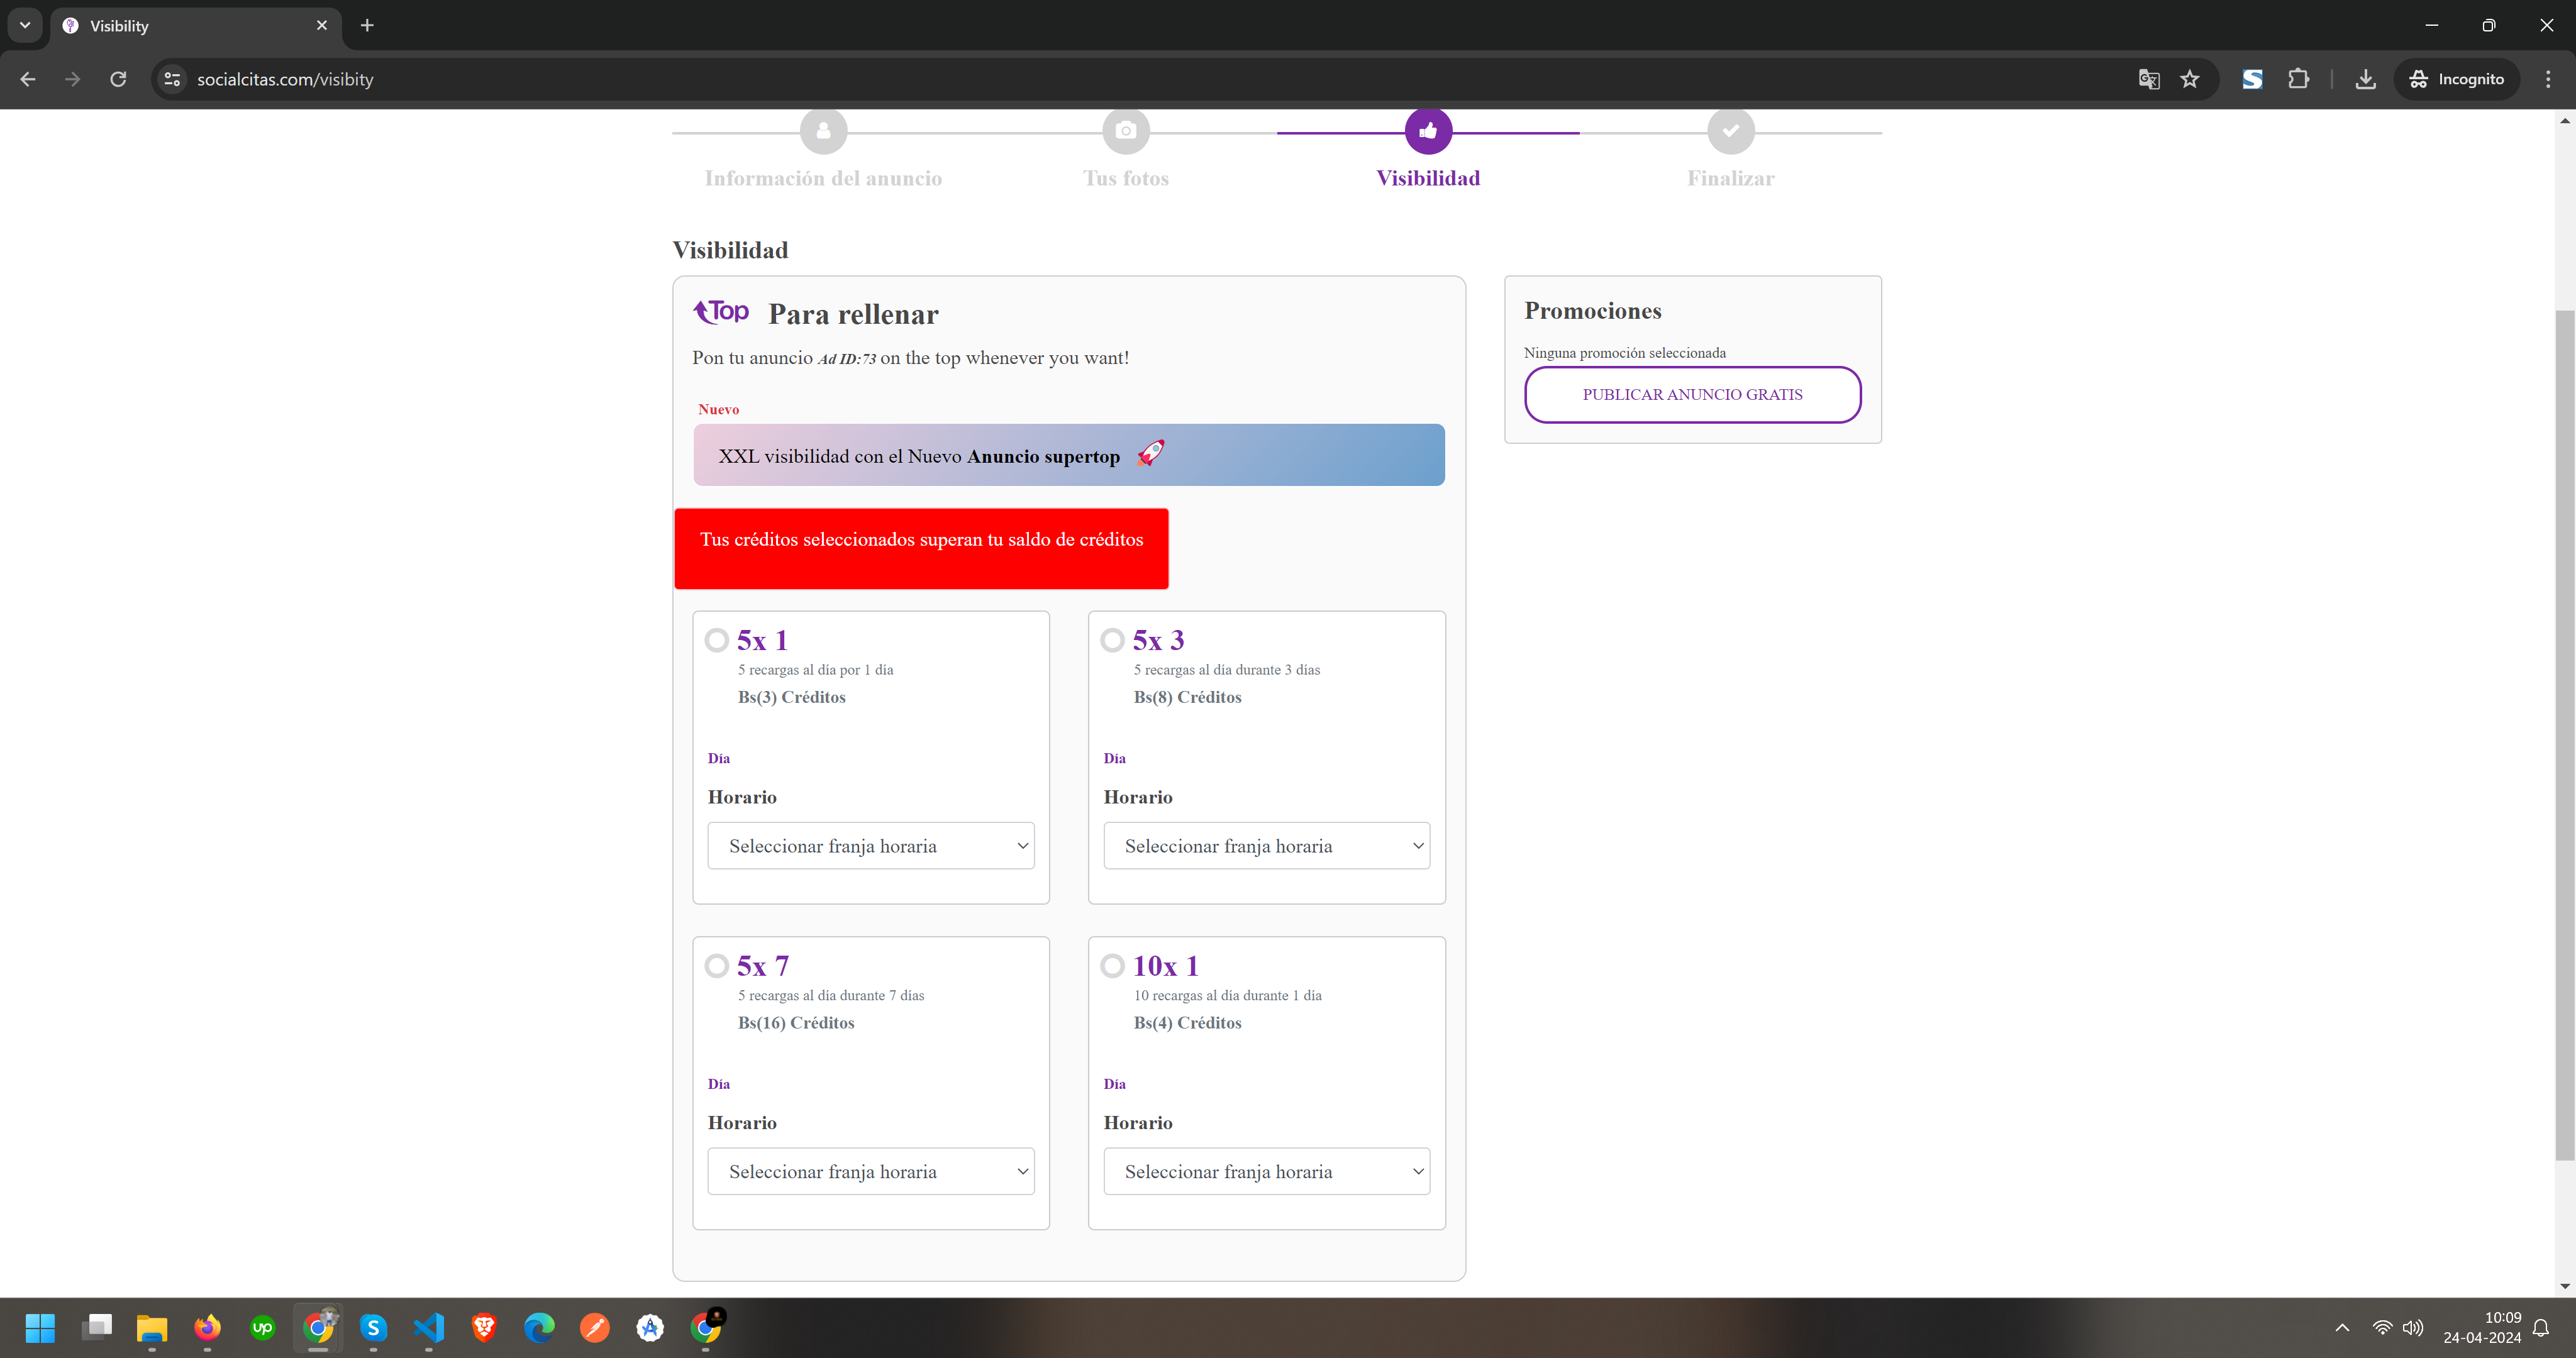 Visibility
socialcitas.com/visibity
Incognito
Información del anuncio
Tus fotos
Visibilidad
Finalizar
Visibilidad
Top Para rellenar
Pon tu anuncio Ad ID:73 on the top whenever you want!
Nuevo
XXL visibilidad con el Nuevo Anuncio supertop
Tus créditos seleccionados superan tu saldo de créditos
5x 1
5 recargas al día por 1 día
Bs(3) Créditos
Día
Horario
Seleccionar franja horaria
5x 3
5 recargas al día durante 3 días
Bs(8) Créditos
Día
Horario
Seleccionar franja horaria
5x 7
5 recargas al día durante 7 días
Bs(16) Créditos
Día
Horario
Seleccionar franja horaria
10x 1
10 recargas al día durante 1 día
Bs(4) Créditos
Día
Horario
Seleccionar franja horaria
Promociones
Ninguna promoción seleccionada
PUBLICAR ANUNCIO GRATIS
up
S
10:09
24-04-2024